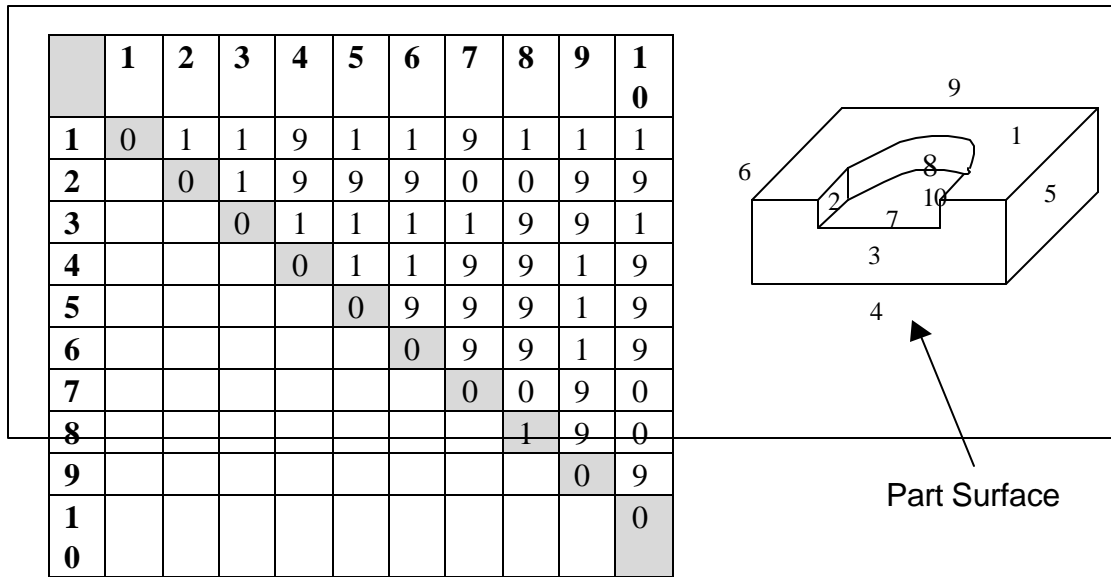 1 2 3 4 5 6 7 8 9 10
1 0 1 1 9 1 1 9 1 1 1
2 0 1 9 9 9 0 0 9 9
3 0 1 1 1 1 9 9 1
4 0 1 1 9 9 1 9
5 0 9 9 9 1 9
6 0 9 9 1 9
7 0 0 9 0
8 1 9 0
9 0 9
10 0
9
1
6
8
5
2
10
7
3
4
Part Surface